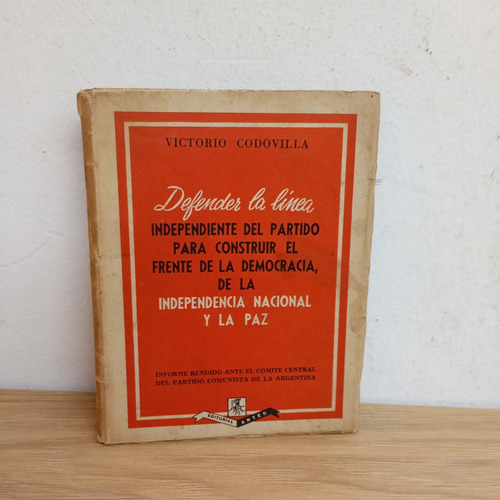 VICTORIO CODOVILLA
Defender la línea
INDEPENDIENTE DEL PARTIDO
PARA CONSTRUIR EL
FRENTE DE LA DEMOCRACIA,
DE LA
INDEPENDENCIA NACIONAL
Y LA PAZ
INFORME RENDIDO ANTE EL COMITE CENTRAL
DEL PARTIDO COMUNISTA DE LA ARGENTINA
EDITORIAL ANTEO